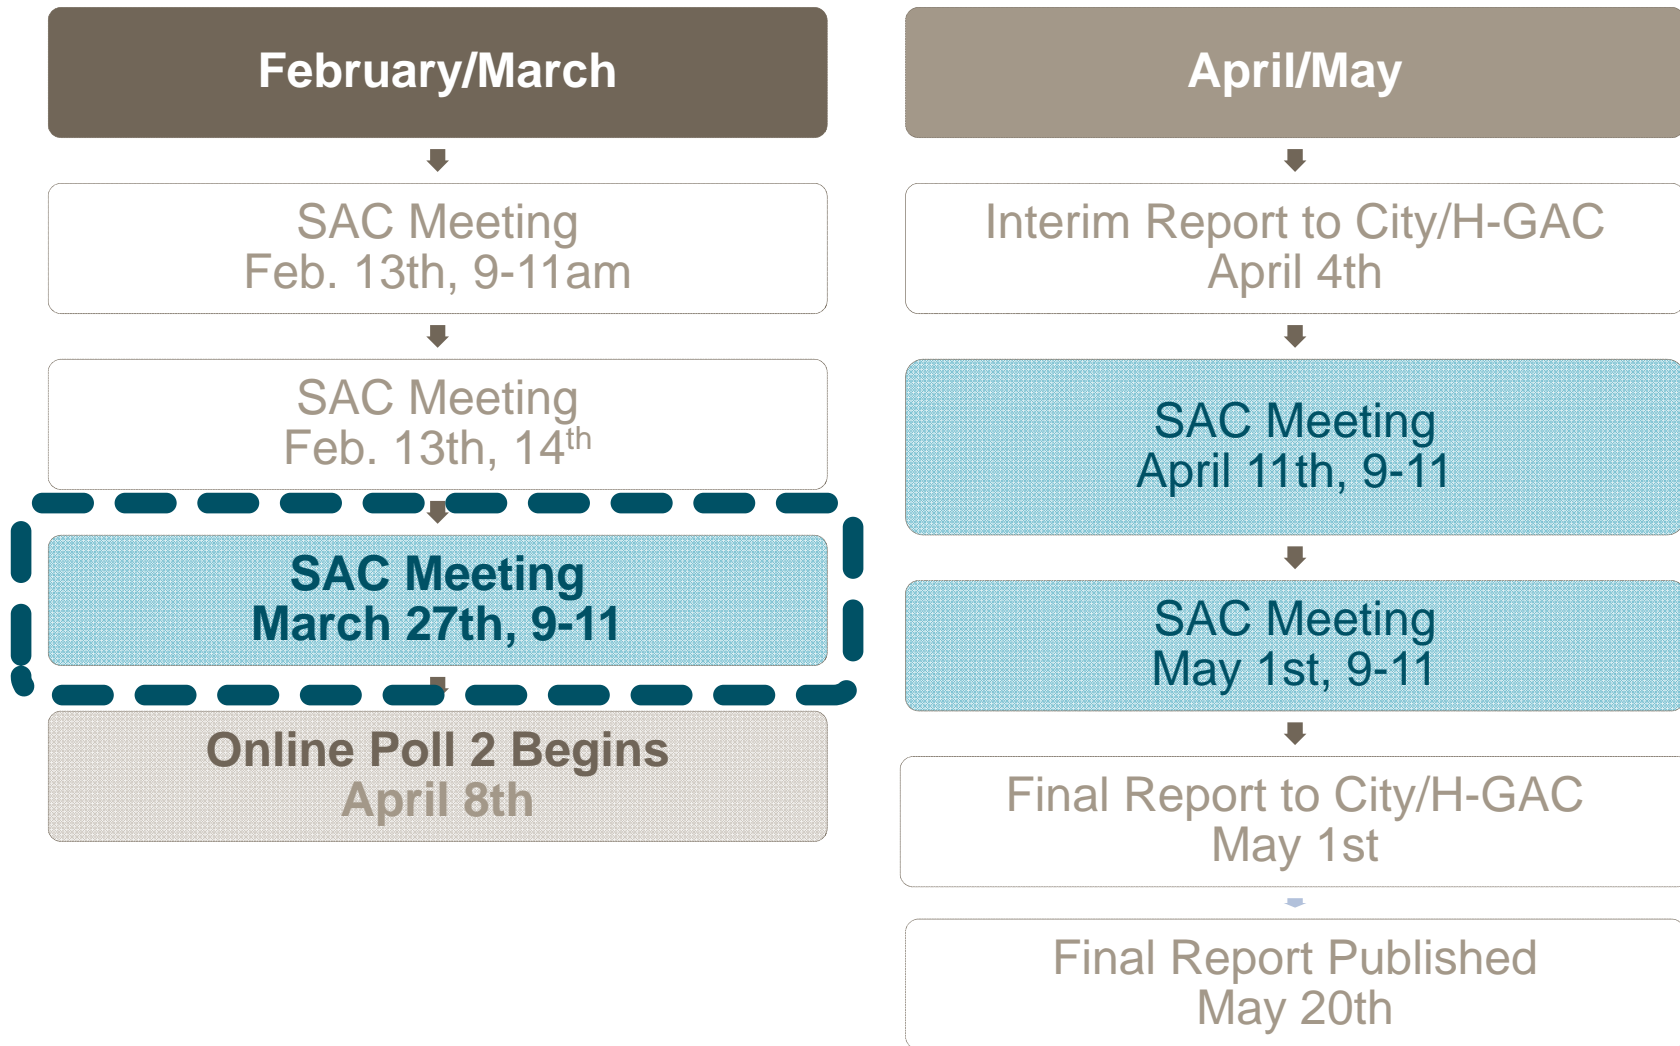 February/March
SAC Meeting
Feb. 13th, 9-11am
SAC Meeting
Feb. 13th, 14th
SAC Meeting
March 27th, 9-11
Online Poll 2 Begins
April 8th
April/May
Interim Report to City/H-GAC
April 4th
SAC Meeting
April 11th, 9-11
SAC Meeting
May 1st, 9-11
Final Report to City/H-GAC
May 1st
Final Report Published
May 20th